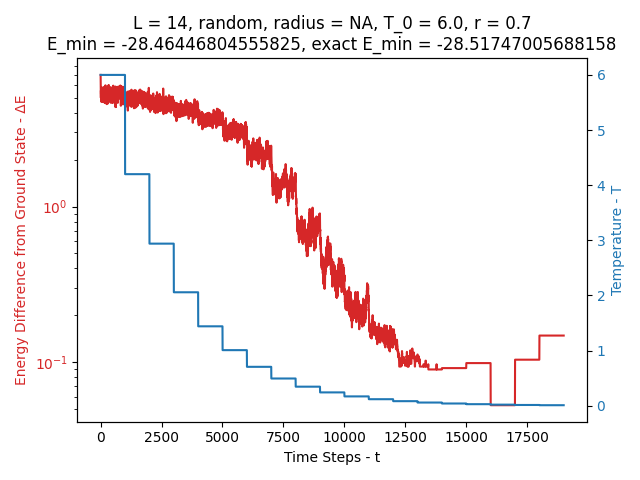 L = 14, random, radius = NA, T_0 = 6.0, r = 0.7
E_min = -28.46446804555825, exact E_min = -28.51747005688158
Energy Difference from Ground State - ΔE
10⁰
10⁻¹
6
5
4
3
2
1
0
Temperature - T
0 2500 5000 7500 10000 12500 15000 17500
Time Steps - t